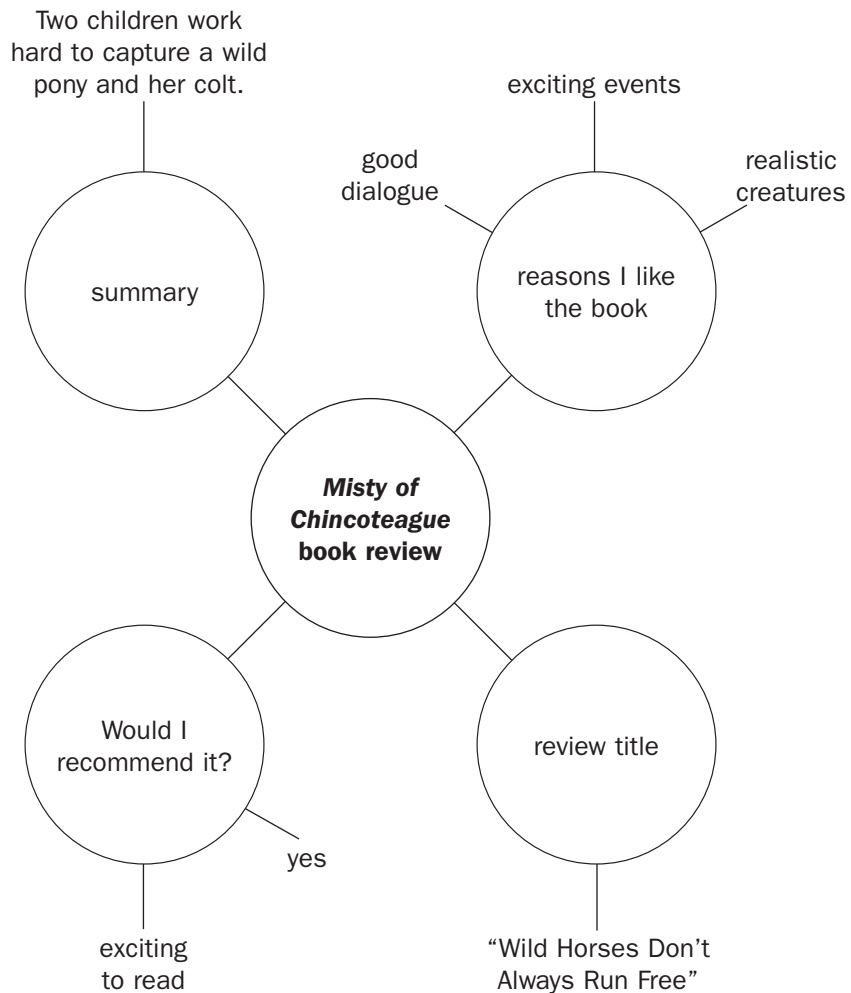 Two children work
hard to capture a wild
pony and her colt.
summary
exciting events
good
dialogue
realistic
creatures
reasons I like
the book
Misty of
Chincoteague
book review
Would I
recommend it?
yes
exciting
to read
review title
“Wild Horses Don’t
Always Run Free”